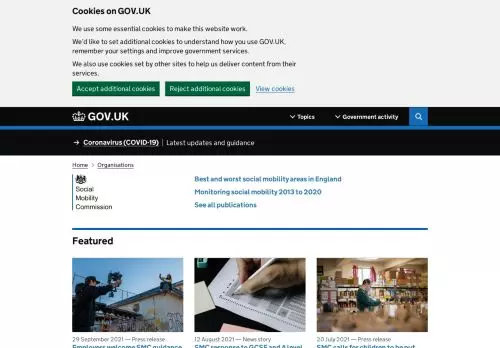 Cookies on GOV.UK
We use some essential cookies to make this website work.
We'd like to set additional cookies to understand how you use GOV.UK,
remember your settings and improve government services.
We also use cookies set by other sites to help us deliver content from their
services.
Accept additional cookies
Reject additional cookies
View cookies
GOV.UK
Topics
Government activity
→ Coronavirus (COVID-19) | Latest updates and guidance
Home > Organisations
Social
Mobility
Commission
Best and worst social mobility areas in England
Monitoring social mobility 2013 to 2020
See all publications
Featured
29 September 2021 — Press release
Employers welcome SMC guidance
12 August 2021 — News story
SMC response to GCSE and A level
20 July 2021 — Press release
SMC calls for children to be put